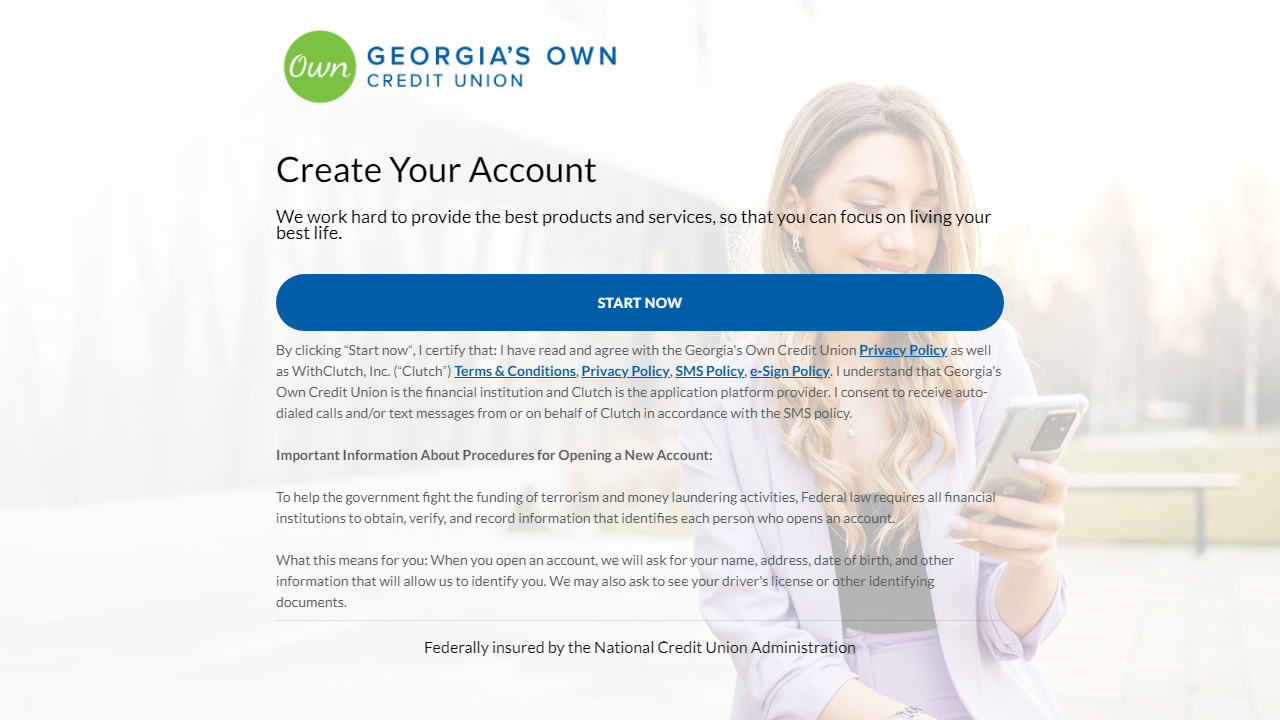 Own
GEORGIA'S OWN
CREDIT UNION
Create Your Account
We work hard to provide the best products and services, so that you can focus on living your
best life.
START NOW
By clicking “Start now“, I certify that: I have read and agree with the Georgia's Own Credit Union Privacy Policy as well
as WithClutch, Inc. (“Clutch”) Terms & Conditions, Privacy Policy, SMS Policy, e-Sign Policy. I understand that Georgia's
Own Credit Union is the financial institution and Clutch is the application platform provider. I consent to receive auto-
dialed calls and/or text messages from or on behalf of Clutch in accordance with the SMS policy.
Important Information About Procedures for Opening a New Account:
To help the government fight the funding of terrorism and money laundering activities, Federal law requires all financial
institutions to obtain, verify, and record information that identifies each person who opens an account.
What this means for you: When you open an account, we will ask for your name, address, date of birth, and other
information that will allow us to identify you. We may also ask to see your driver's license or other identifying
documents.
Federally insured by the National Credit Union Administration